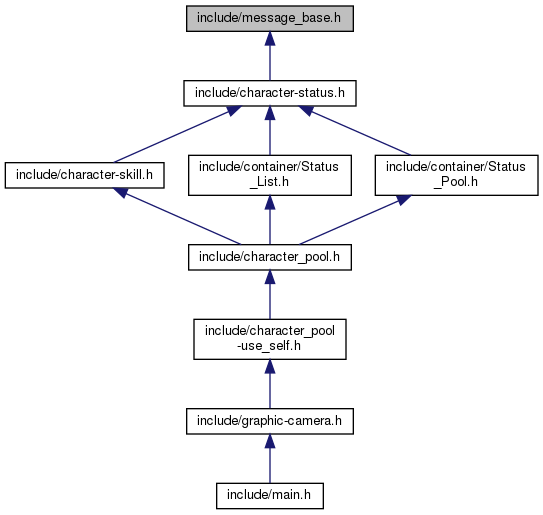 include/message_base.h
include/character-status.h
include/character-skill.h
include/container/Status
_List.h
include/container/Status
_Pool.h
include/character_pool.h
include/character_pool
-use_self.h
include/graphic-camera.h
include/main.h